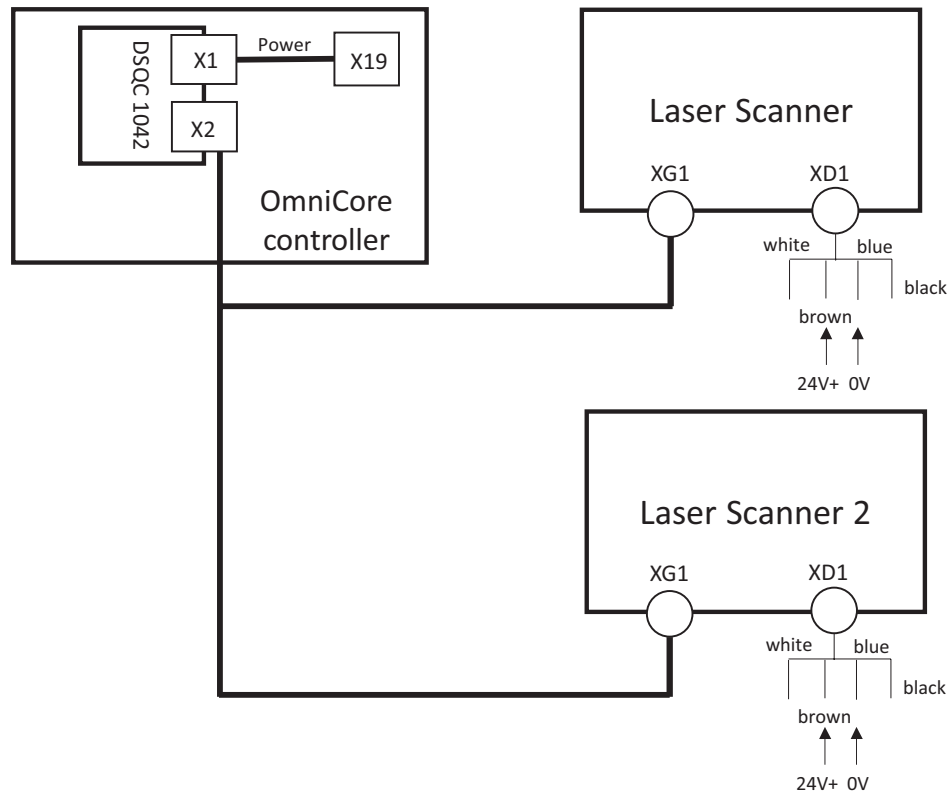 DSQC 1042
X1
Power
X19
X2
OmniCore
controller
Laser Scanner
XG1
XD1
white
blue
black
brown
24V+ 0V
Laser Scanner 2
XG1
XD1
white
blue
black
brown
24V+ 0V